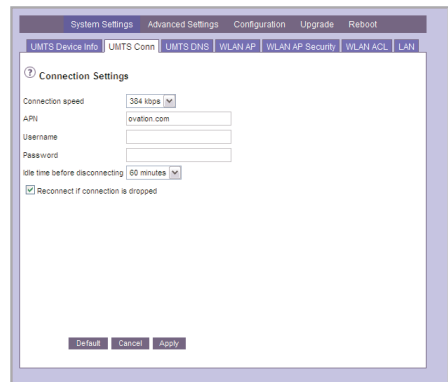 System Settings Advanced Settings Configuration Upgrade Reboot
UMTS Device Info UMTS Conn UMTS DNS WLAN AP WLAN AP Security WLAN ACL LAN
? Connection Settings
Connection speed 384 kbps
APN ovation.com
Username
Password
Idle time before disconnecting 60 minutes
Reconnect if connection is dropped
Default Cancel Apply